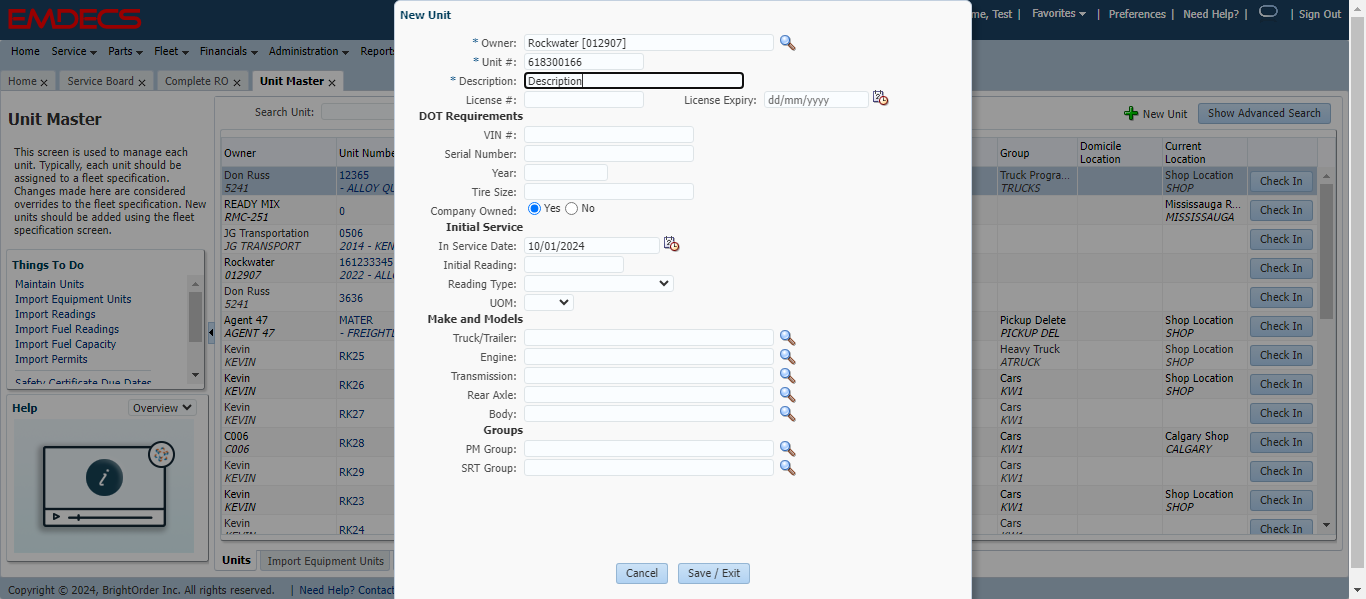 EMDECS
me, Test | Favorites | Preferences | Need Help? | | Sign Out
Home Service Parts Fleet Financials Administration Reports
Home x Service Board x Complete RO x Unit Master x
Unit Master
This screen is used to manage each
unit. Typically, each unit should be
assigned to a fleet specification.
Changes made here are considered
overrides to the fleet specification. New
units should be added using the fleet
specification screen.
Things To Do
Maintain Units
Import Equipment Units
Import Readings
Import Fuel Readings
Import Fuel Capacity
Import Permits
Safety Certificate Due Dates
Help Overview
Search Unit:
Owner Unit Numbe
Don Russ 12365
5241 - ALLOY QU
READY MIX 0
RMC-251
JG Transportation 0506
JG TRANSPORT 2014 - KEN
Rockwater 161233345
012907 2022 - ALL
Don Russ 3636
5241
Agent 47 MATER
AGENT 47 - FREIGHTL
Kevin RK25
KEVIN
Kevin RK26
KEVIN
Kevin RK27
KEVIN
C006 RK28
C006
Kevin RK29
KEVIN
Kevin RK23
KEVIN
Kevin RK24
KEVIN
Units Import Equipment Units
New Unit
* Owner: Rockwater [012907]
* Unit #: 618300166
* Description: Description
License #: License Expiry: dd/mm/yyyy
DOT Requirements
VIN #:
Serial Number:
Year:
Tire Size:
Company Owned: Yes No
Initial Service
In Service Date: 10/01/2024
Initial Reading:
Reading Type:
UOM:
Make and Models
Truck/Trailer:
Engine:
Transmission:
Rear Axle:
Body:
Groups
PM Group:
SRT Group:
Cancel Save / Exit
New Unit Show Advanced Search
Group Domicile Location Current Location
Truck Progra... Shop Location Check In
TRUCKS SHOP
Mississauga R... Check In
MISSISSAUGA
Check In
Check In
Check In
Pickup Delete Shop Location Check In
PICKUP DEL SHOP
Heavy Truck Shop Location Check In
ATRUCK SHOP
Cars Shop Location Check In
KW1 SHOP
Cars Check In
KW1
Cars Calgary Shop Check In
KW1 CALGARY
Cars Check In
KW1
Cars Shop Location Check In
KW1 SHOP
Cars Check In
KW1
Copyright © 2024, BrightOrder Inc. All rights reserved. | Need Help? Contact